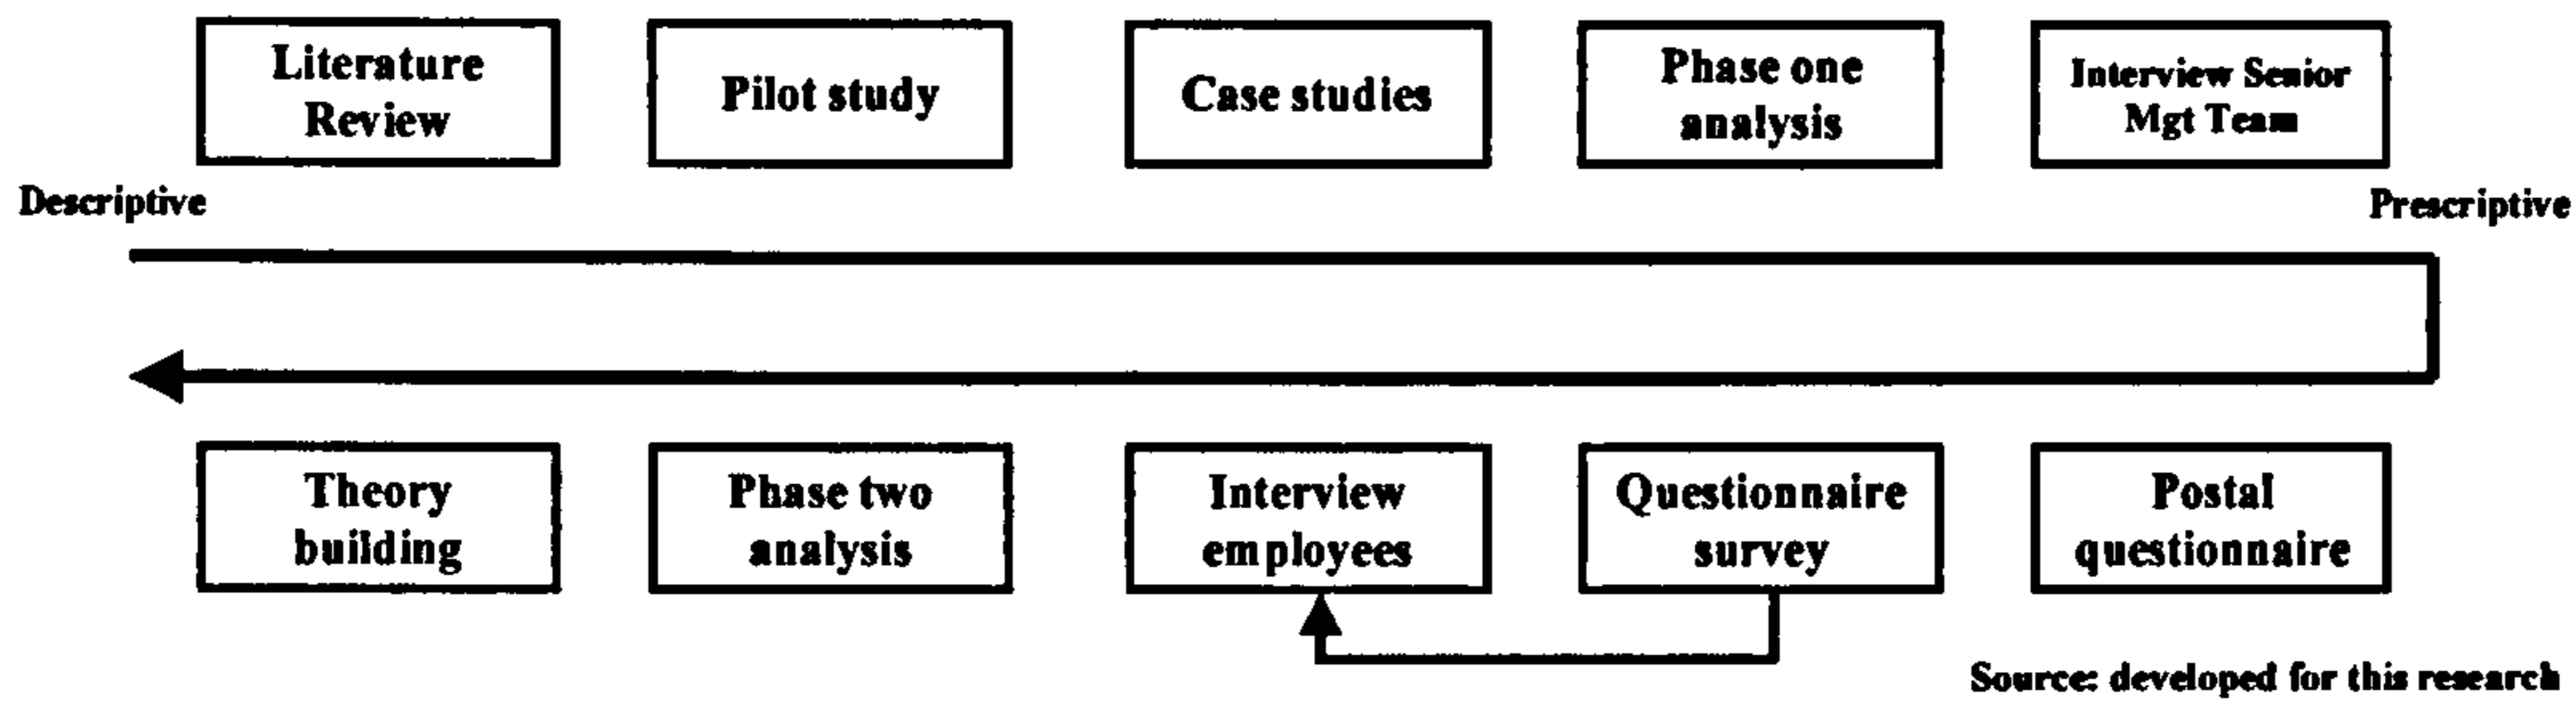 Literature
Review
Pilot study
Case studies
Phase one
analysis
Interview Senior
Mgt Team
Descriptive
Prescriptive
Theory
building
Phase two
analysis
Interview
employees
Questionnaire
survey
Postal
questionnaire
Source: developed for this research